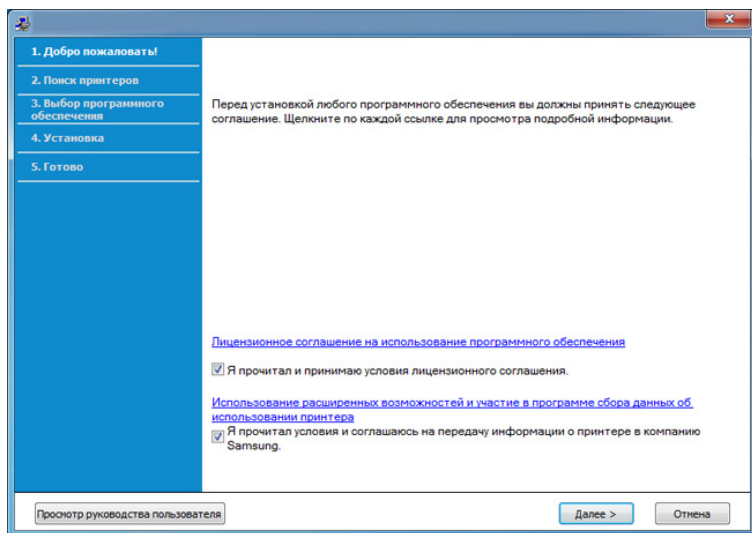 1. Добро пожаловать!
2. Поиск принтеров
3. Выбор программного
обеспечения
4. Установка
5. Готово
Перед установкой любого программного обеспечения вы должны принять следующее
соглашение. Щелкните по каждой ссылке для просмотра подробной информации.
Лицензионное соглашение на использование программного обеспечения
Я прочитал и принимаю условия лицензионного соглашения.
Использование расширенных возможностей и участие в программе сбора данных об
использовании принтера
Я прочитал условия и соглашаюсь на передачу информации о принтере в компанию
Samsung.
Просмотр руководства пользователя
Далее >
Отмена